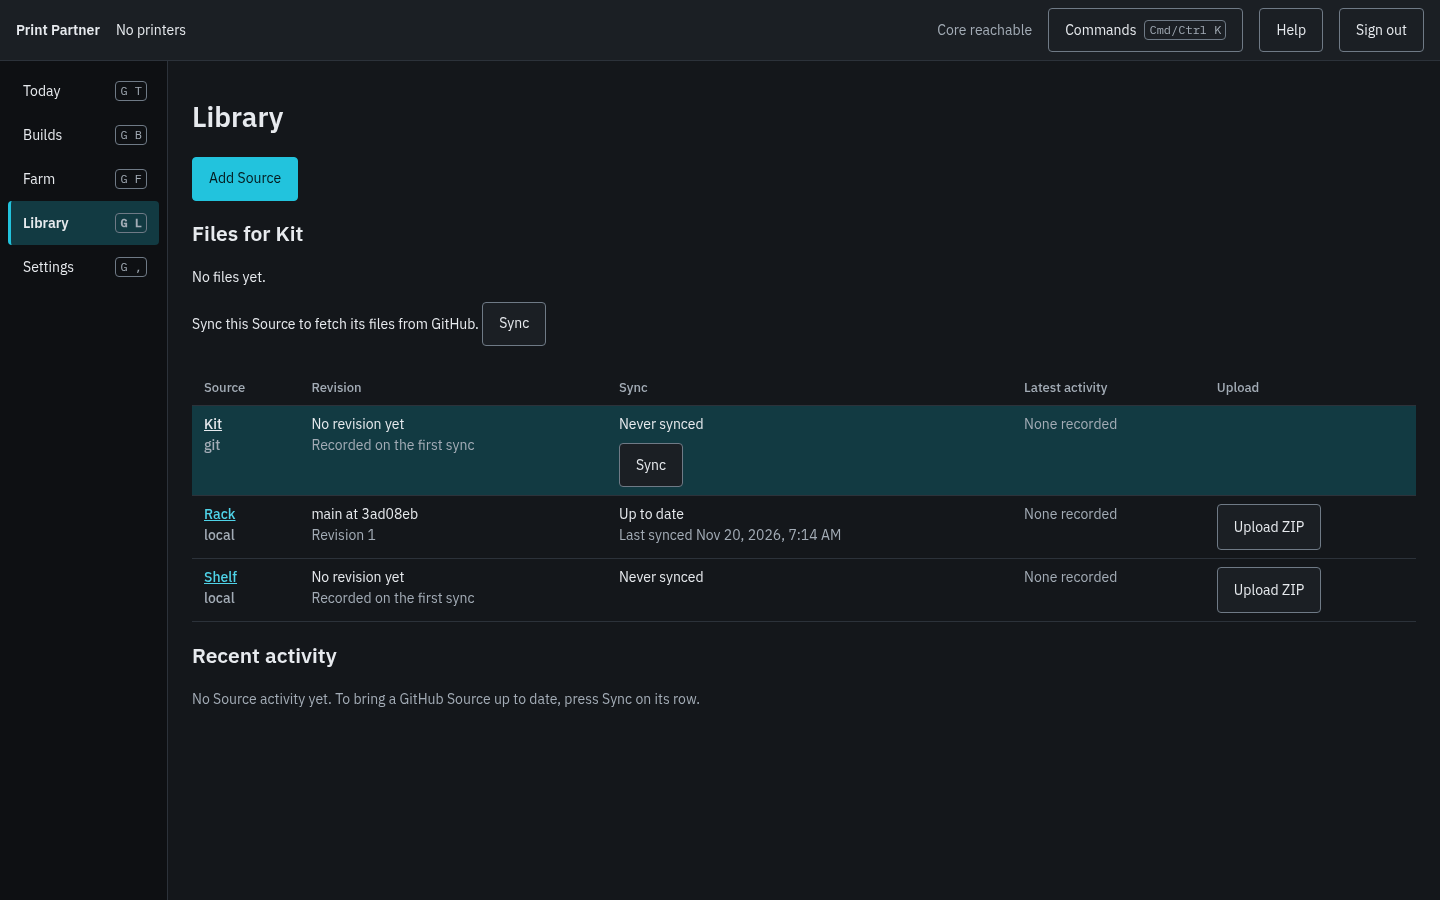 Print Partner No printers Core reachable Commands Cmd/Ctrl K Help Sign out
Today G T
Builds G B
Farm G F
Library G L
Settings G ,
Library
Add Source
Files for Kit
No files yet.
Sync this Source to fetch its files from GitHub. Sync
Source Revision Sync Latest activity Upload
Kit No revision yet Never synced None recorded
git Recorded on the first sync
Sync
Rack main at 3ad08eb Up to date None recorded Upload ZIP
local Revision 1 Last synced Nov 20, 2026, 7:14 AM
Shelf No revision yet Never synced None recorded Upload ZIP
local Recorded on the first sync
Recent activity
No Source activity yet. To bring a GitHub Source up to date, press Sync on its row.